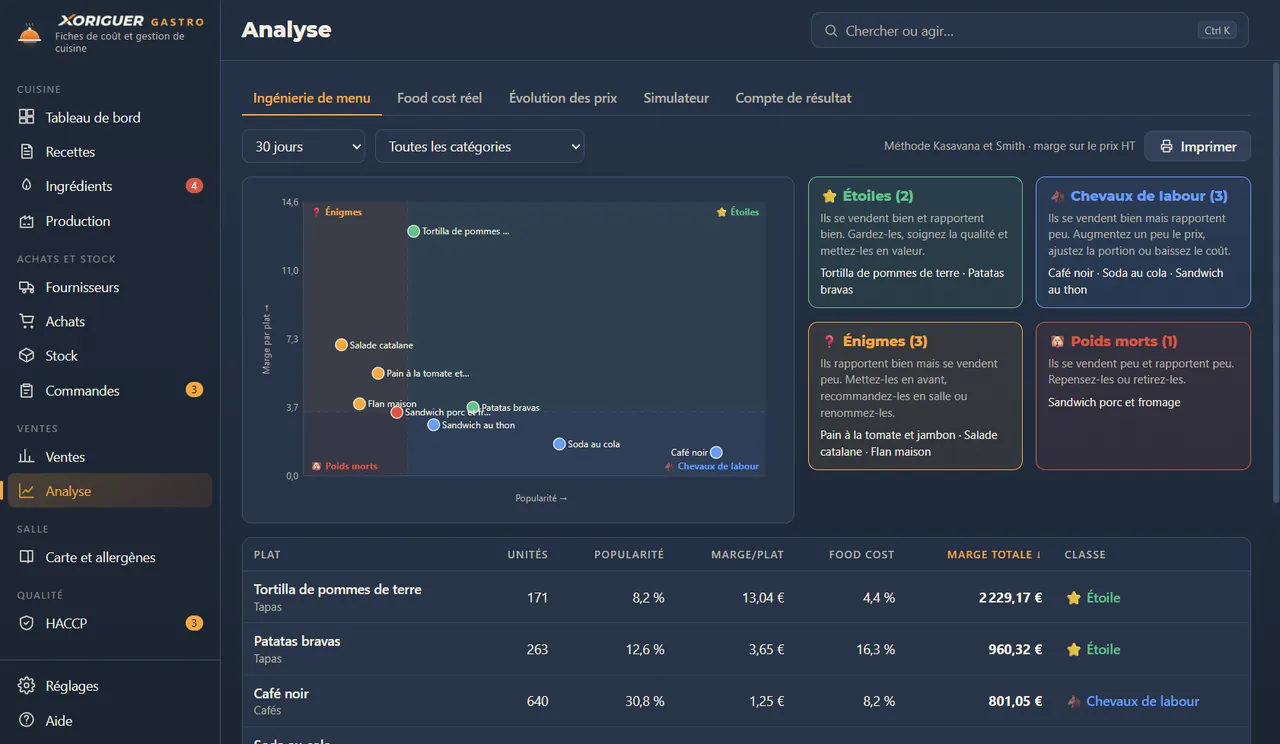 XORIGUER GASTRO
Fiches de coût et gestion de
cuisine
Analyse
Chercher ou agir...
Ctrl K
CUISINE
Tableau de bord
Recettes
Ingrédients
4
Production
ACHATS ET STOCK
Fournisseurs
Achats
Stock
Commandes
3
VENTES
Ventes
Analyse
SALLE
Carte et allergènes
QUALITÉ
HACCP
3
Réglages
Aide
Ingénierie de menu
Food cost réel
Évolution des prix
Simulateur
Compte de résultat
30 jours
Toutes les catégories
Méthode Kasavana et Smith · marge sur le prix HT
Imprimer
14,6
11,0
7,3
3,7
0,0
Marge par plat →
Popularité →
Énigmes
Étoiles
Tortilla de pommes ...
Salade catalane
Pain à la tomate et...
Flan maison
Sandwich porc et fr...
Patatas bravas
Sandwich au thon
Soda au cola
Café noir
Poids morts
Chevaux de labour
Étoiles (2)
Ils se vendent bien et rapportent
bien. Gardez-les, soignez la qualité et
mettez-les en valeur.
Tortilla de pommes de terre · Patatas
bravas
Chevaux de labour (3)
Ils se vendent bien mais rapportent
peu. Augmentez un peu le prix,
ajustez la portion ou baissez le coût.
Café noir · Soda au cola · Sandwich
au thon
Énigmes (3)
Ils rapportent bien mais se vendent
peu. Mettez-les en avant,
recommandez-les en salle ou
renommez-les.
Pain à la tomate et jambon · Salade
catalane · Flan maison
Poids morts (1)
Ils se vendent peu et rapportent peu.
Repensez-les ou retirez-les.
Sandwich porc et fromage
PLAT UNITÉS POPULARITÉ MARGE/PLAT FOOD COST MARGE TOTALE ↓ CLASSE
Tortilla de pommes de terre 171 8,2 % 13,04 € 4,4 % 2 229,17 € Étoile
Tapas
Patatas bravas 263 12,6 % 3,65 € 16,3 % 960,32 € Étoile
Tapas
Café noir 640 30,8 % 1,25 € 8,2 % 801,05 € Chevaux de labour
Cafés
Soda au cola